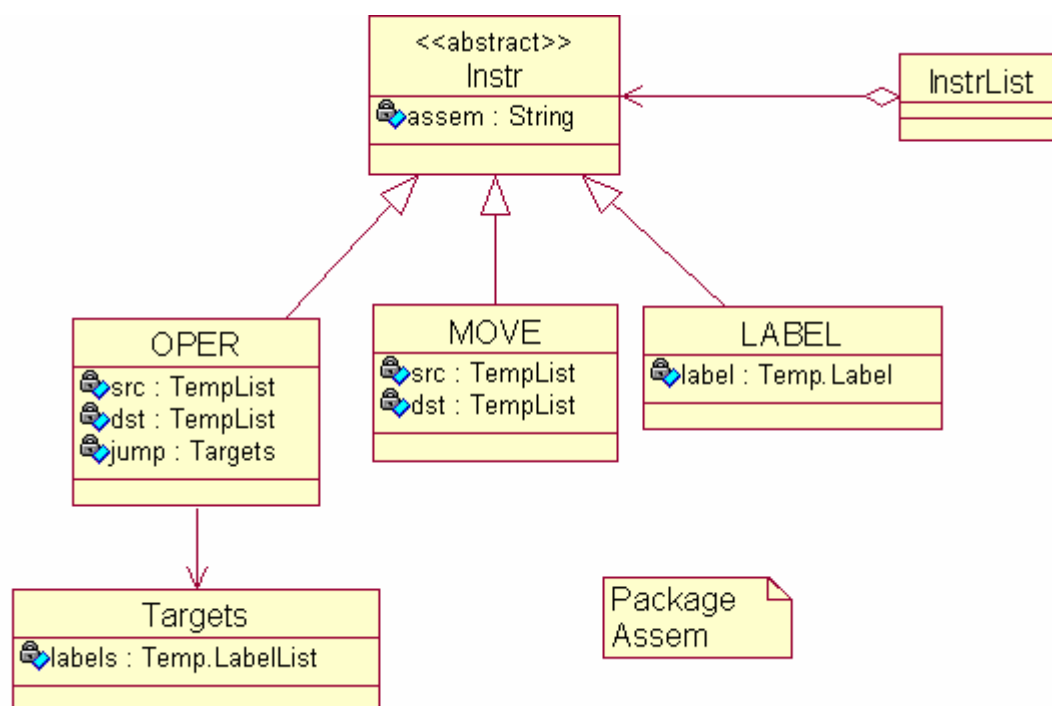 <<abstract>>
Instr
assem : String
InstrList
OPER
src : TempList
dst : TempList
jump : Targets
MOVE
src : TempList
dst : TempList
LABEL
label : Temp.Label
Targets
labels : Temp.LabelList
Package
Assem